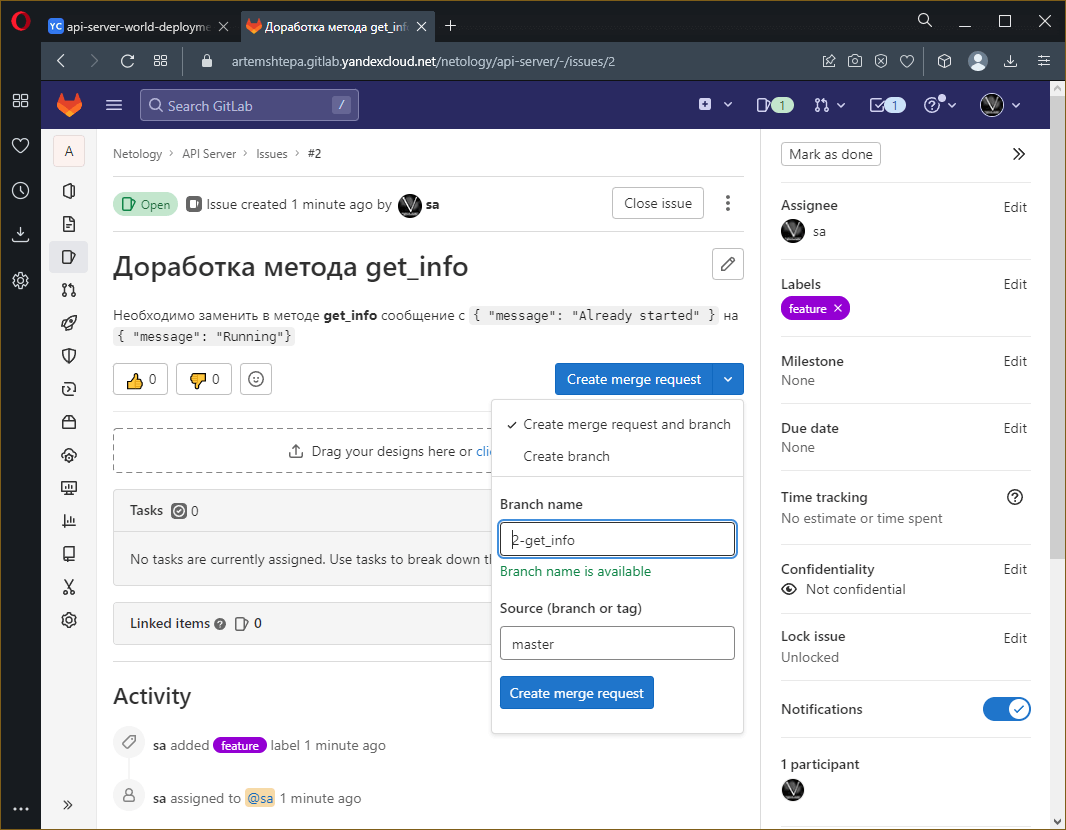 YC api-server-world-deployme
Доработка метода get_inf
artemshtepa.gitlab.yandexcloud.net/netology/api-server/-/issues/2
Search GitLab /
1
1
A
Netology › API Server › Issues › #2
Open Issue created 1 minute ago by sa
Close issue
Доработка метода get_info
Необходимо заменить в методе get_info сообщение с { "message": "Already started" } на
{ "message": "Running"}
0 0
Create merge request
Create merge request and branch
Create branch
Branch name
2-get_info
Branch name is available
Source (branch or tag)
master
Create merge request
Drag your designs here or cli
Tasks 0
No tasks are currently assigned. Use tasks to break down th
Linked items ? 0
Activity
sa added feature label 1 minute ago
sa assigned to @sa 1 minute ago
Mark as done
Assignee Edit
sa
Labels Edit
feature ×
Milestone Edit
None
Due date Edit
None
Time tracking
No estimate or time spent
Confidentiality Edit
Not confidential
Lock issue Edit
Unlocked
Notifications
1 participant